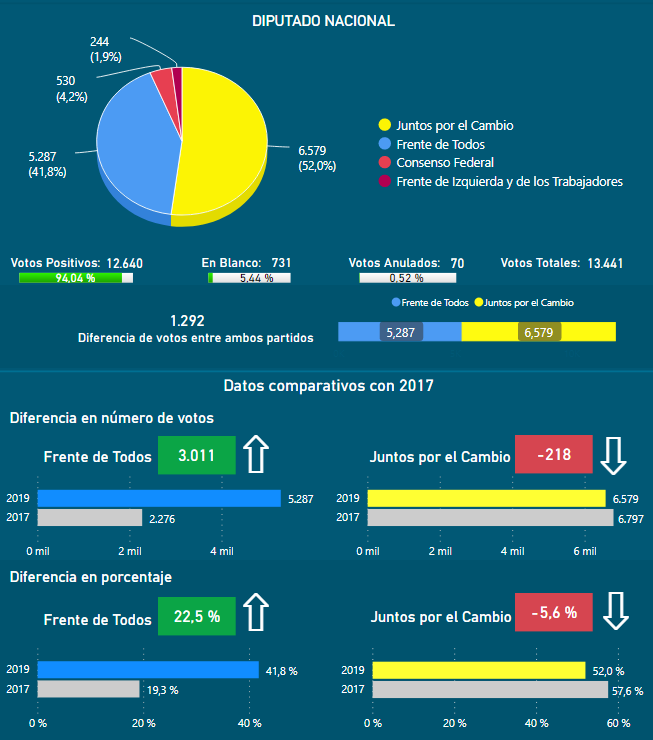 DIPUTADO NACIONAL
244
(1,9%)
530
(4,2%)
5.287
(41,8%)
6.579
(52,0%)
Juntos por el Cambio
Frente de Todos
Consenso Federal
Frente de Izquierda y de los Trabajadores
Votos Positivos: 12.640
94,04 %
En Blanco: 731
5,44 %
Votos Anulados: 70
0,52 %
Votos Totales: 13.441
1.292
Diferencia de votos entre ambos partidos
Frente de Todos Juntos por el Cambio
5,287 6,579
Datos comparativos con 2017
Diferencia en número de votos
Frente de Todos 3.011
2019 5.287
2017 2.276
0 mil 2 mil 4 mil
Juntos por el Cambio -218
2019 6.579
2017 6.797
0 mil 2 mil 4 mil 6 mil
Diferencia en porcentaje
Frente de Todos 22,5 %
2019 41,8 %
2017 19,3 %
0 % 20 % 40 %
Juntos por el Cambio -5,6 %
2019 52,0 %
2017 57,6 %
0 % 20 % 40 % 60 %